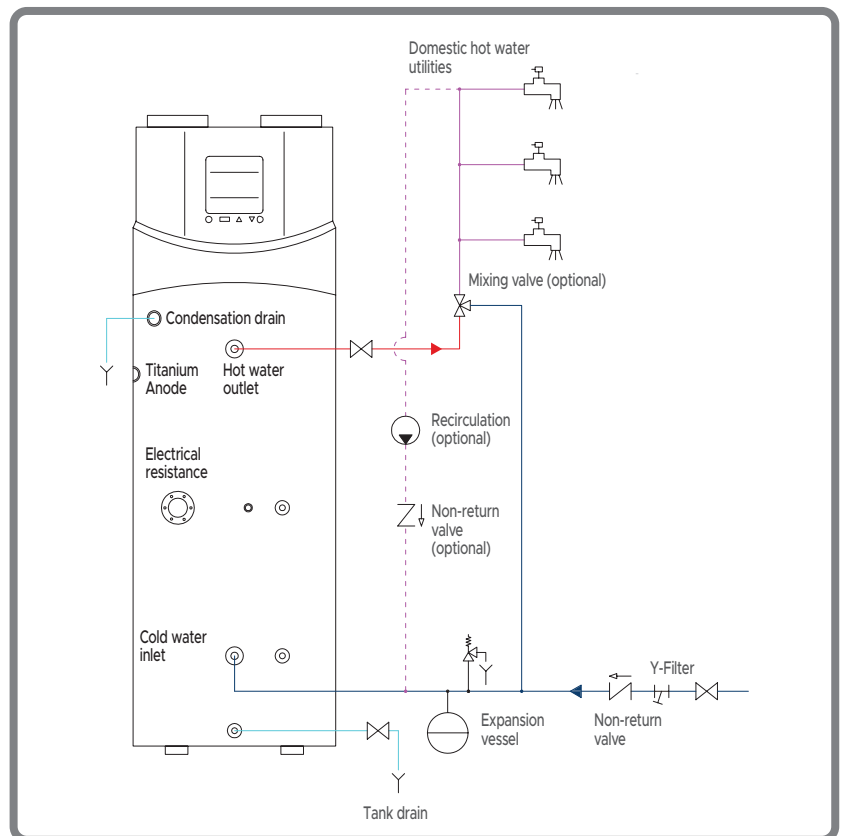 Domestic hot water
utilities
Mixing valve (optional)
Condensation drain
Titanium
Anode
Hot water
outlet
Recirculation
(optional)
Electrical
resistance
Non-return
valve
(optional)
Cold water
inlet
Y-Filter
Expansion
vessel
Non-return
valve
Tank drain